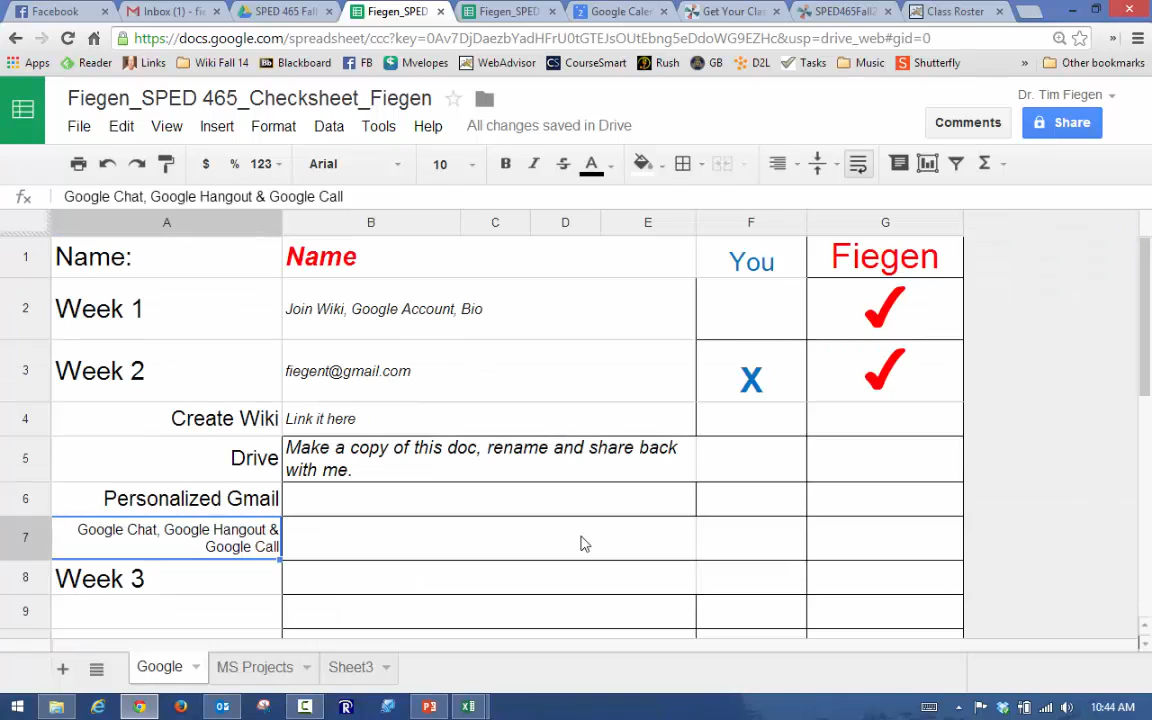 Facebook
Inbox (1) - fie
SPED 465 Fall
Fiegen_SPED
Fiegen_SPED
Google Caler
Get Your Clas
SPED465Fall2
Class Roster
https://docs.google.com/spreadsheet/ccc?key=0Av7DjDaezbYadHFrU0tGTEJsOUtEbng5eDdoWG9EZHc&usp=drive_web#gid=0
Apps Reader Links Wiki Fall 14 Blackboard FB Mvelopes WebAdvisor CourseSmart Rush GB D2L Tasks Music Shutterfly » Other bookmarks
Fiegen_SPED 465_Checksheet_Fiegen
Dr. Tim Fiegen
File Edit View Insert Format Data Tools Help All changes saved in Drive
Comments Share
$ % 123 Arial 10 B I S A Σ
fx Google Chat, Google Hangout & Google Call
A B C D E F G
1 Name: Name You Fiegen
2 Week 1 Join Wiki, Google Account, Bio ✓
3 Week 2 fiegent@gmail.com X ✓
4 Create Wiki Link it here
5 Drive Make a copy of this doc, rename and share back
with me.
6 Personalized Gmail
7 Google Chat, Google Hangout &
Google Call
8 Week 3
9
Google MS Projects Sheet3
10:44 AM